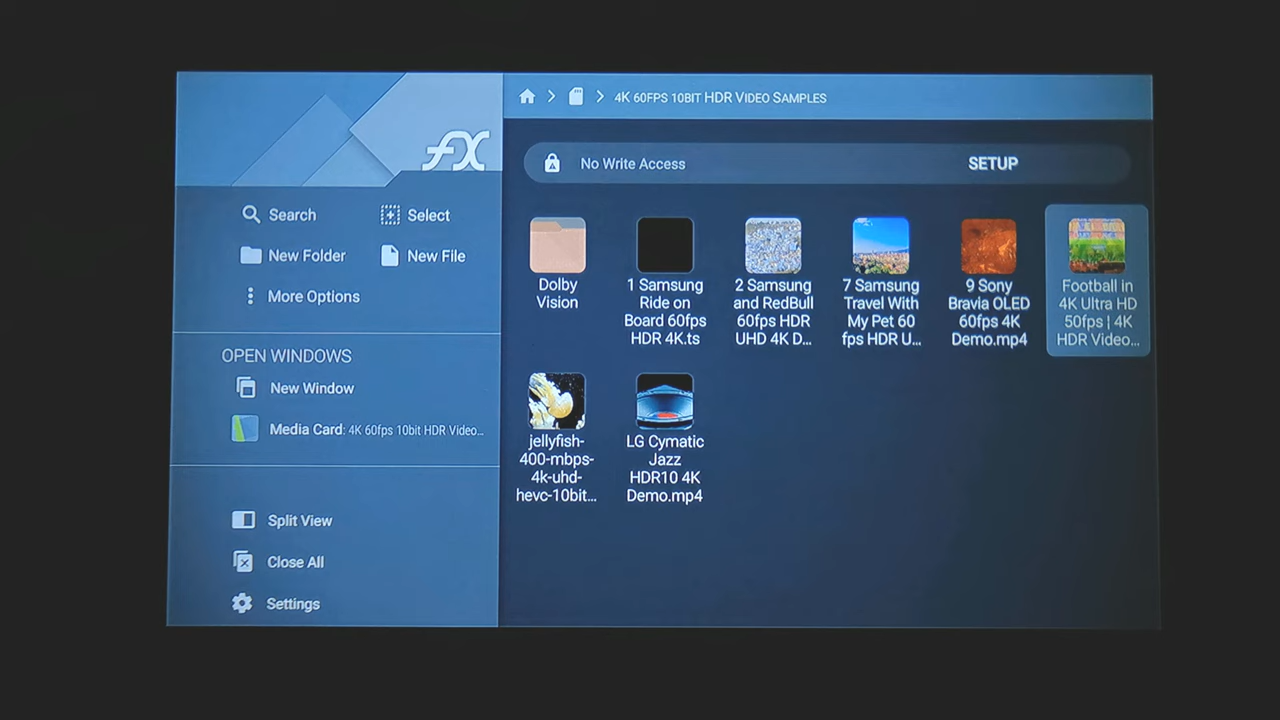 4K 60FPS 10BIT HDR VIDEO SAMPLES
fX
No Write Access
SETUP
Search
Select
New Folder
New File
More Options
OPEN WINDOWS
New Window
Media Card: 4K 60fps 10bit HDR Video...
Split View
Close All
Settings
Dolby
Vision
1 Samsung
Ride on
Board 60fps
HDR 4K.ts
2 Samsung
and RedBull
60fps HDR
UHD 4K D...
7 Samsung
Travel With
My Pet 60
fps HDR U...
9 Sony
Bravia OLED
60fps 4K
Demo.mp4
Football in
4K Ultra HD
50fps | 4K
HDR Video...
jellyfish-
400-mbps-
4k-uhd-
hevc-10bit...
LG Cymatic
Jazz
HDR10 4K
Demo.mp4